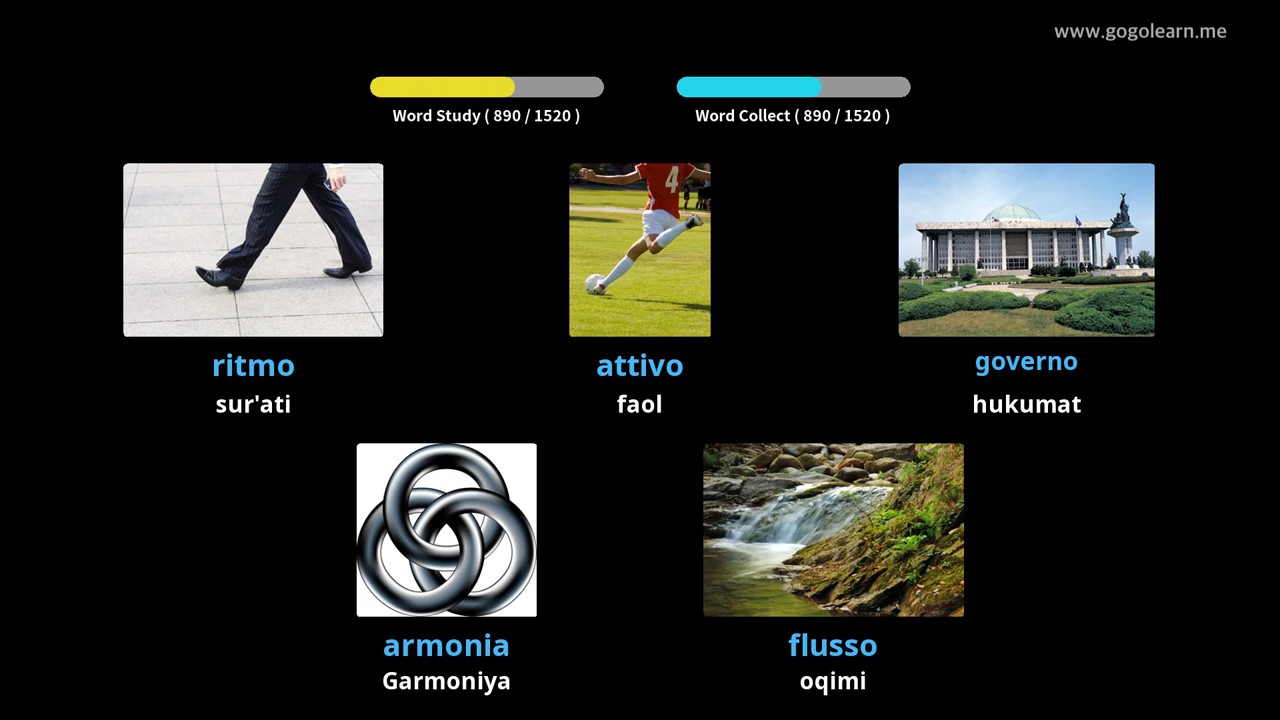 www.gogolearn.me
Word Study ( 890 / 1520 )
Word Collect ( 890 / 1520 )
4
ritmo
sur'ati
attivo
faol
governo
hukumat
armonia
Garmoniya
flusso
oqimi